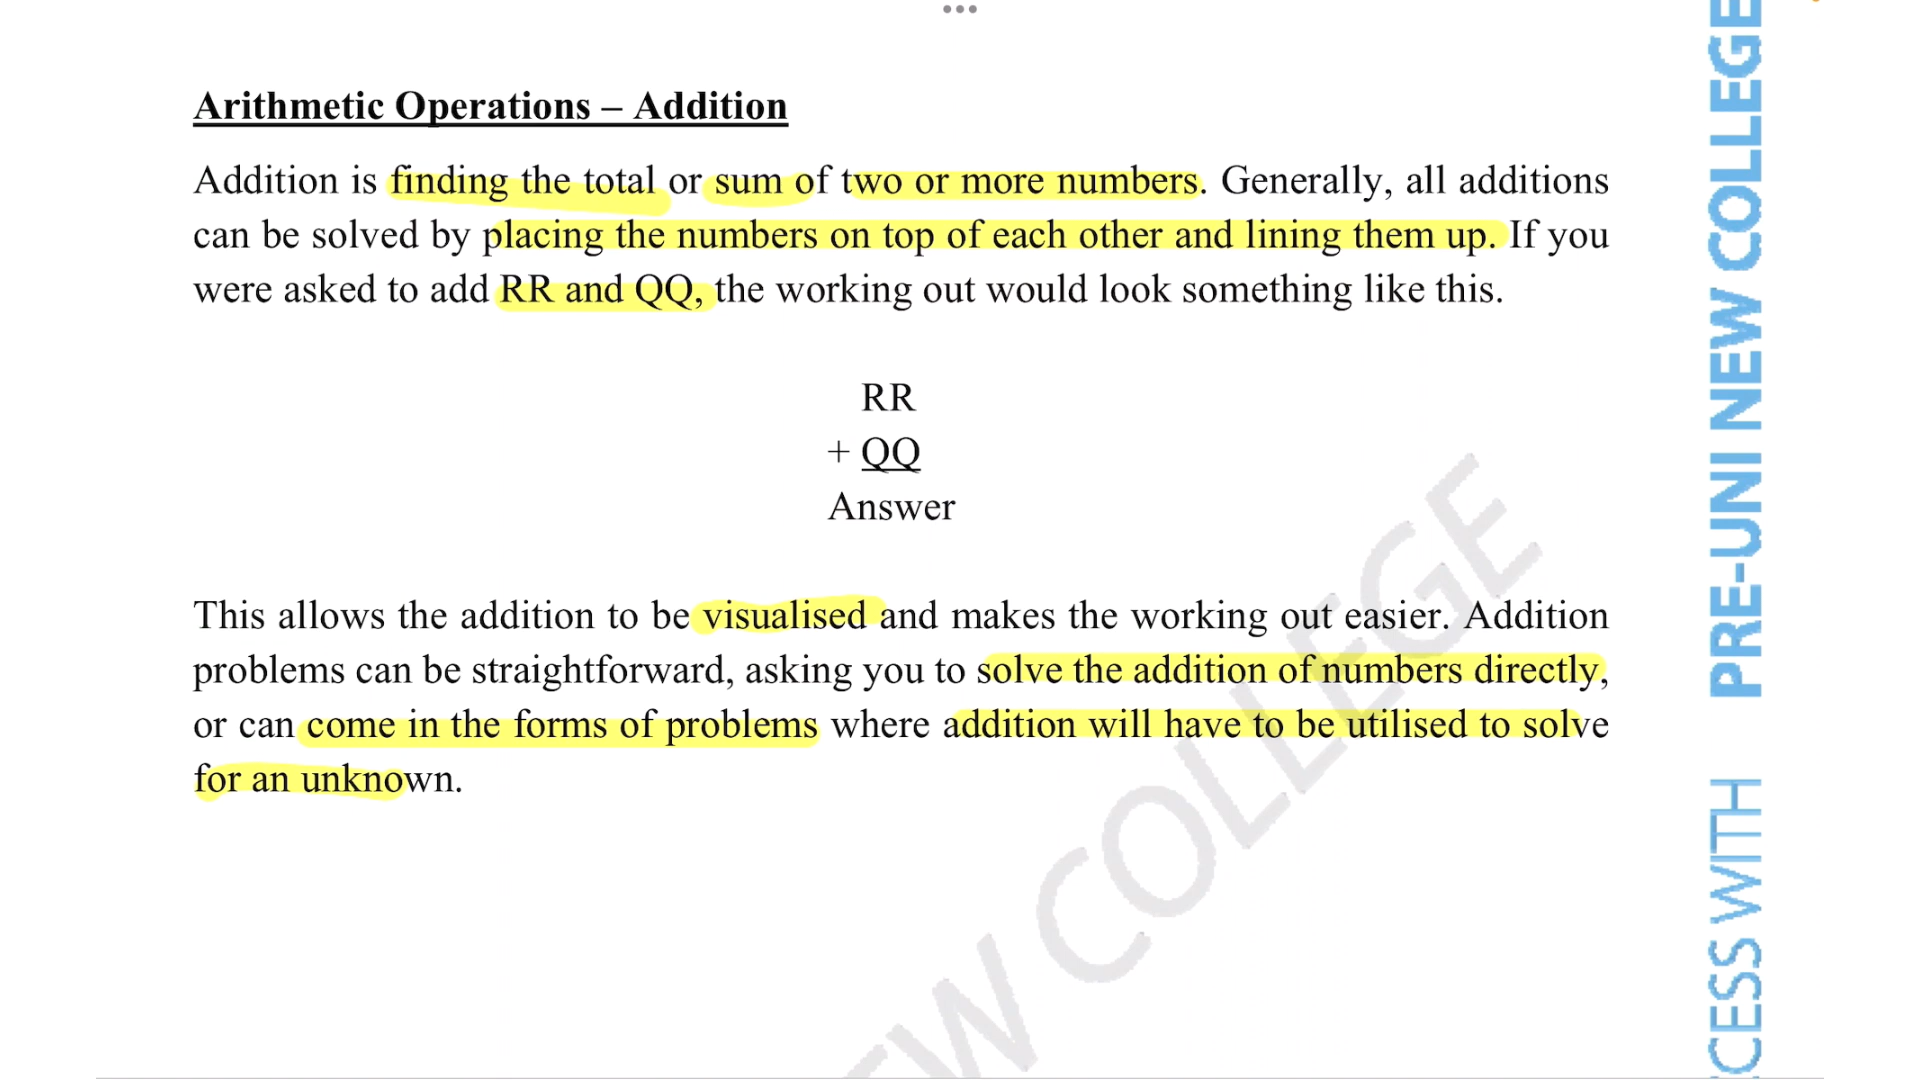 Arithmetic Operations – Addition
Addition is finding the total or sum of two or more numbers. Generally, all additions
can be solved by placing the numbers on top of each other and lining them up. If you
were asked to add RR and QQ, the working out would look something like this.
RR
+ QQ
Answer
This allows the addition to be visualised and makes the working out easier. Addition
problems can be straightforward, asking you to solve the addition of numbers directly,
or can come in the forms of problems where addition will have to be utilised to solve
for an unknown.
EW COLLEGE
CESS WITH PRE-UNI NEW COLLEGE